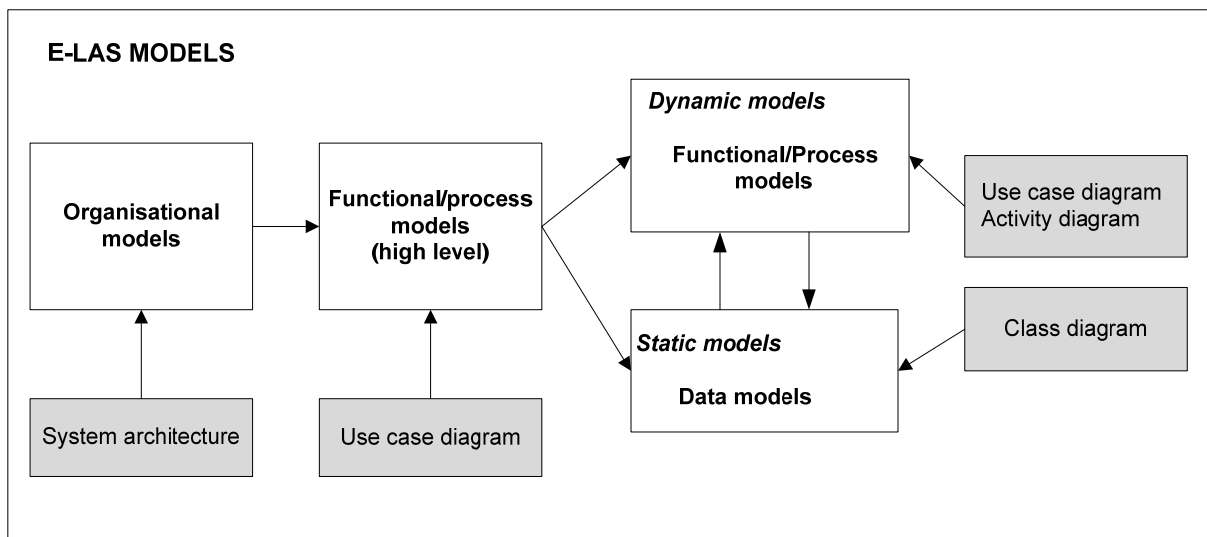 E-LAS MODELS
Organisational
models
Functional/process
models
(high level)
Dynamic models
Functional/Process
models
Static models
Data models
Use case diagram
Activity diagram
Class diagram
System architecture
Use case diagram